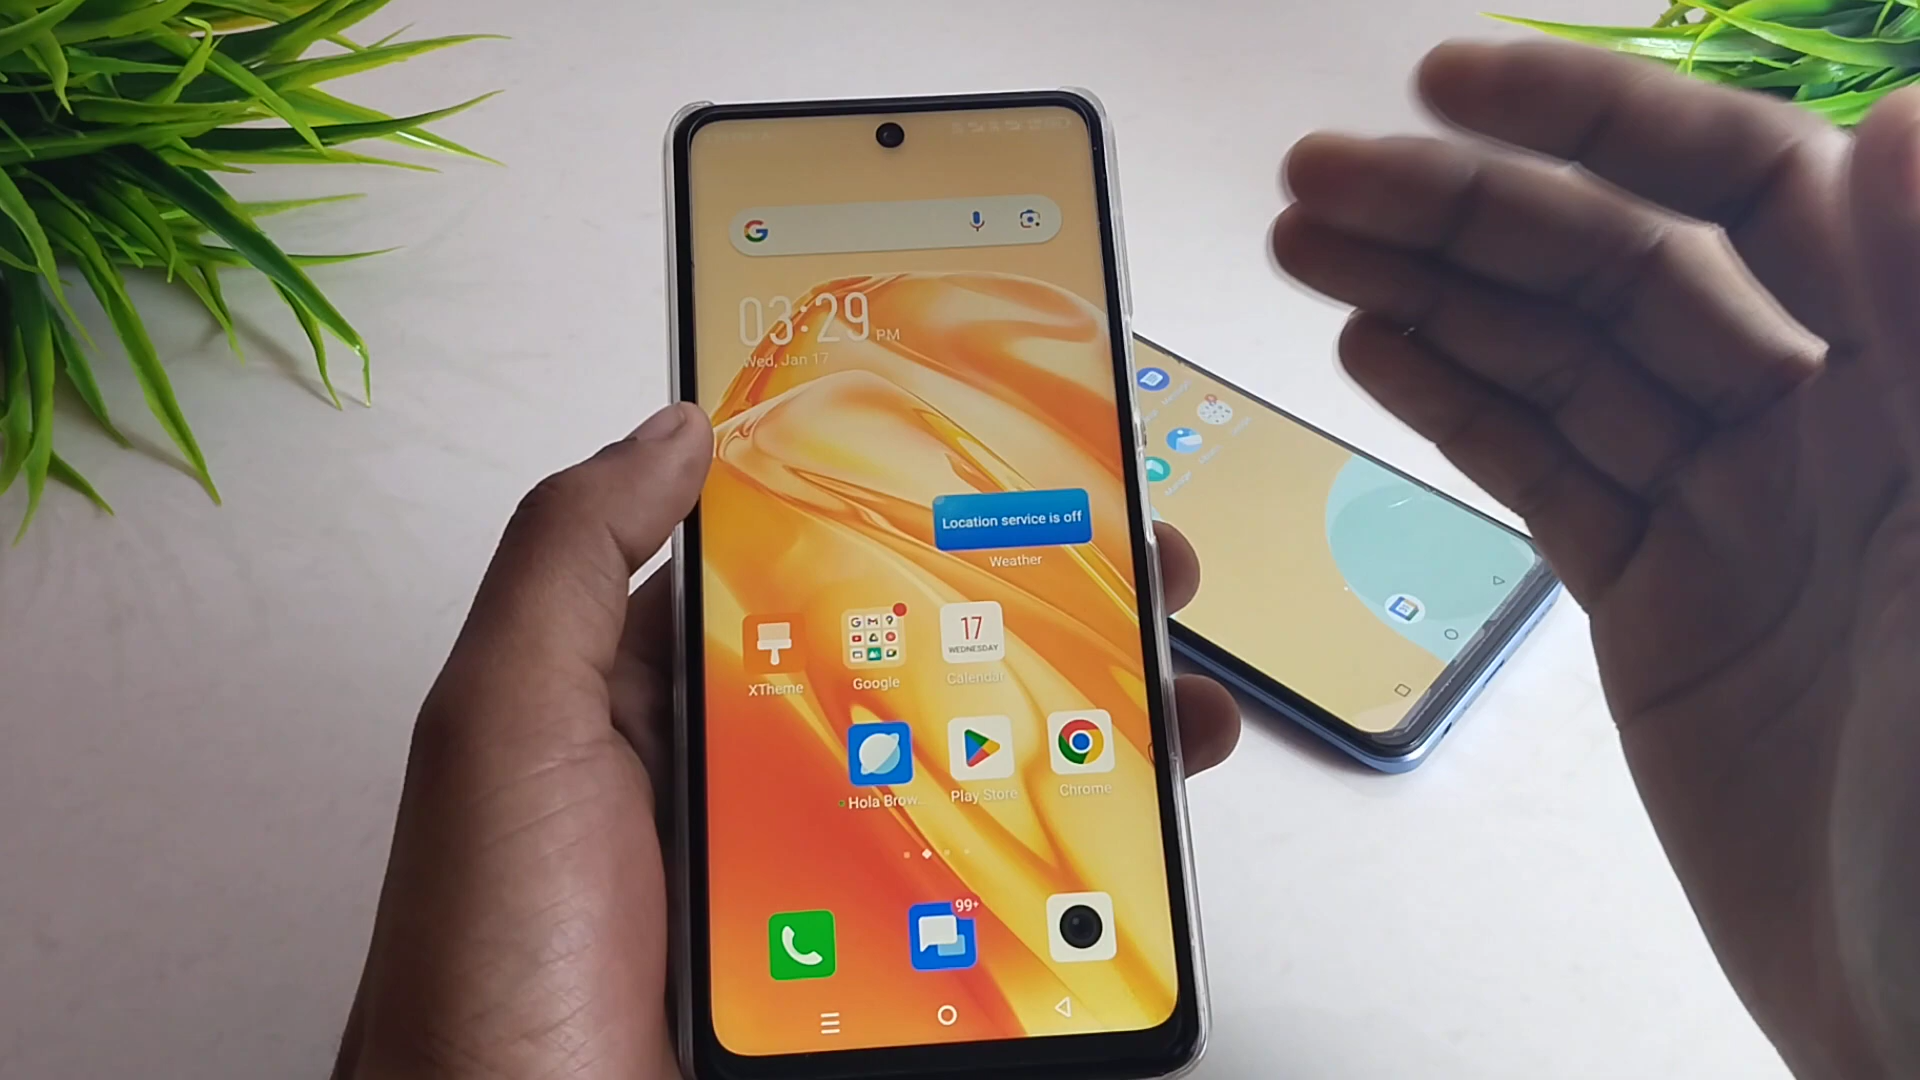 03:29 PM
Wed, Jan 17
Location service is off
Weather
17
WEDNESDAY
XTheme
Google
Calendar
Hola Brow...
Play Store
Chrome
99+